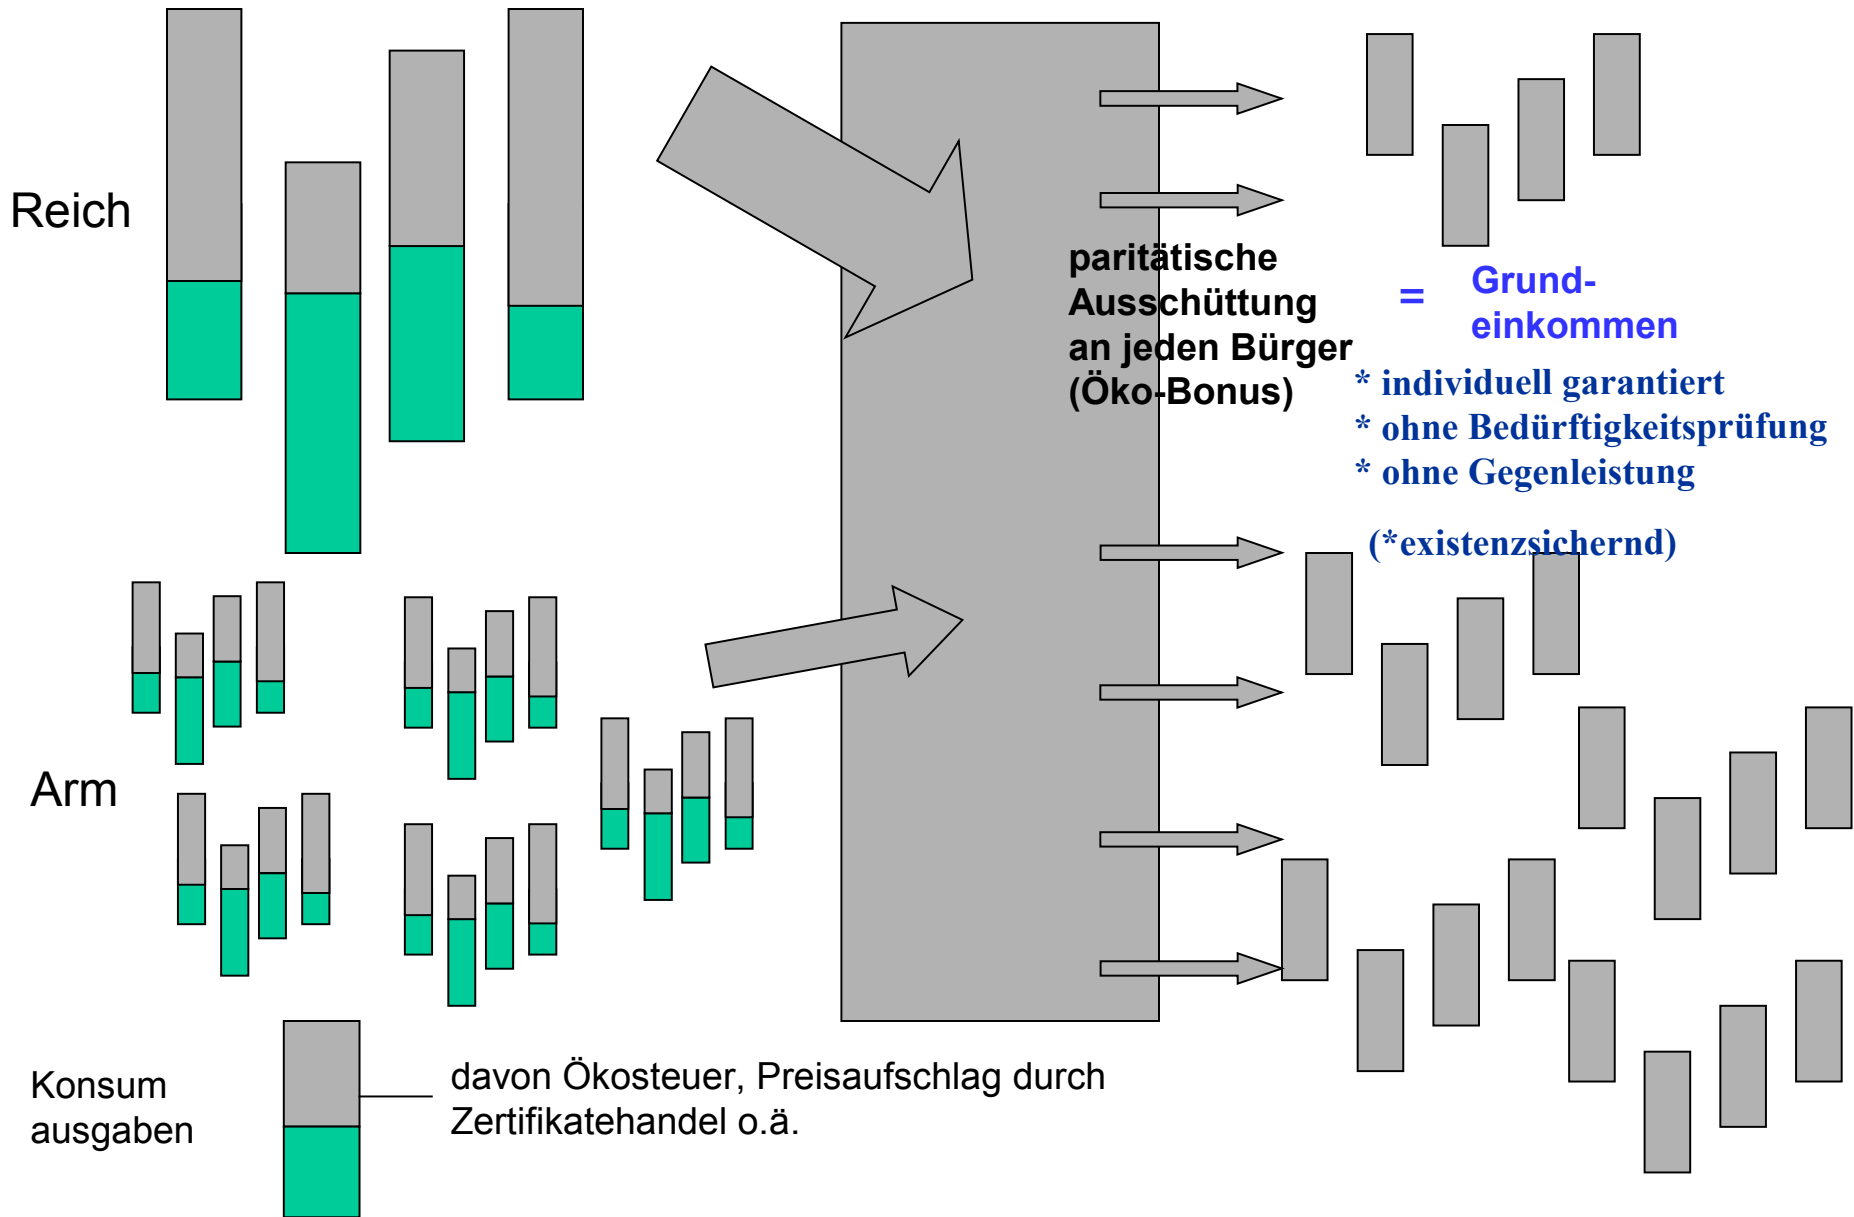 Reich
paritätische
Ausschüttung
an jeden Bürger
(Öko-Bonus)
=
Grund-
einkommen
* individuell garantiert
* ohne Bedürftigkeitsprüfung
* ohne Gegenleistung
(*existenzsichernd)
Arm
Konsum
ausgaben
davon Ökosteuer, Preisaufschlag durch
Zertifikatehandel o.ä.